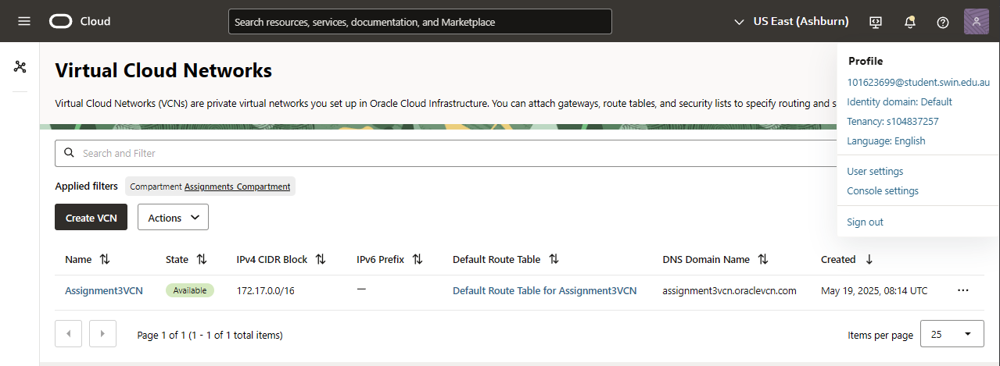 Cloud
Search resources, services, documentation, and Marketplace
US East (Ashburn)
Profile
101623699@student.swin.edu.au
Identity domain: Default
Tenancy: s104837257
Language: English
User settings
Console settings
Sign out
Virtual Cloud Networks
Virtual Cloud Networks (VCNs) are private virtual networks you set up in Oracle Cloud Infrastructure. You can attach gateways, route tables, and security lists to specify routing and s
Search and Filter
Applied filters Compartment Assignments_Compartment
Create VCN Actions
Name State IPv4 CIDR Block IPv6 Prefix Default Route Table DNS Domain Name Created
Assignment3VCN Available 172.17.0.0/16 — Default Route Table for Assignment3VCN assignment3vcn.oraclevcn.com May 19, 2025, 08:14 UTC
Page 1 of 1 (1 - 1 of 1 total items) Items per page 25